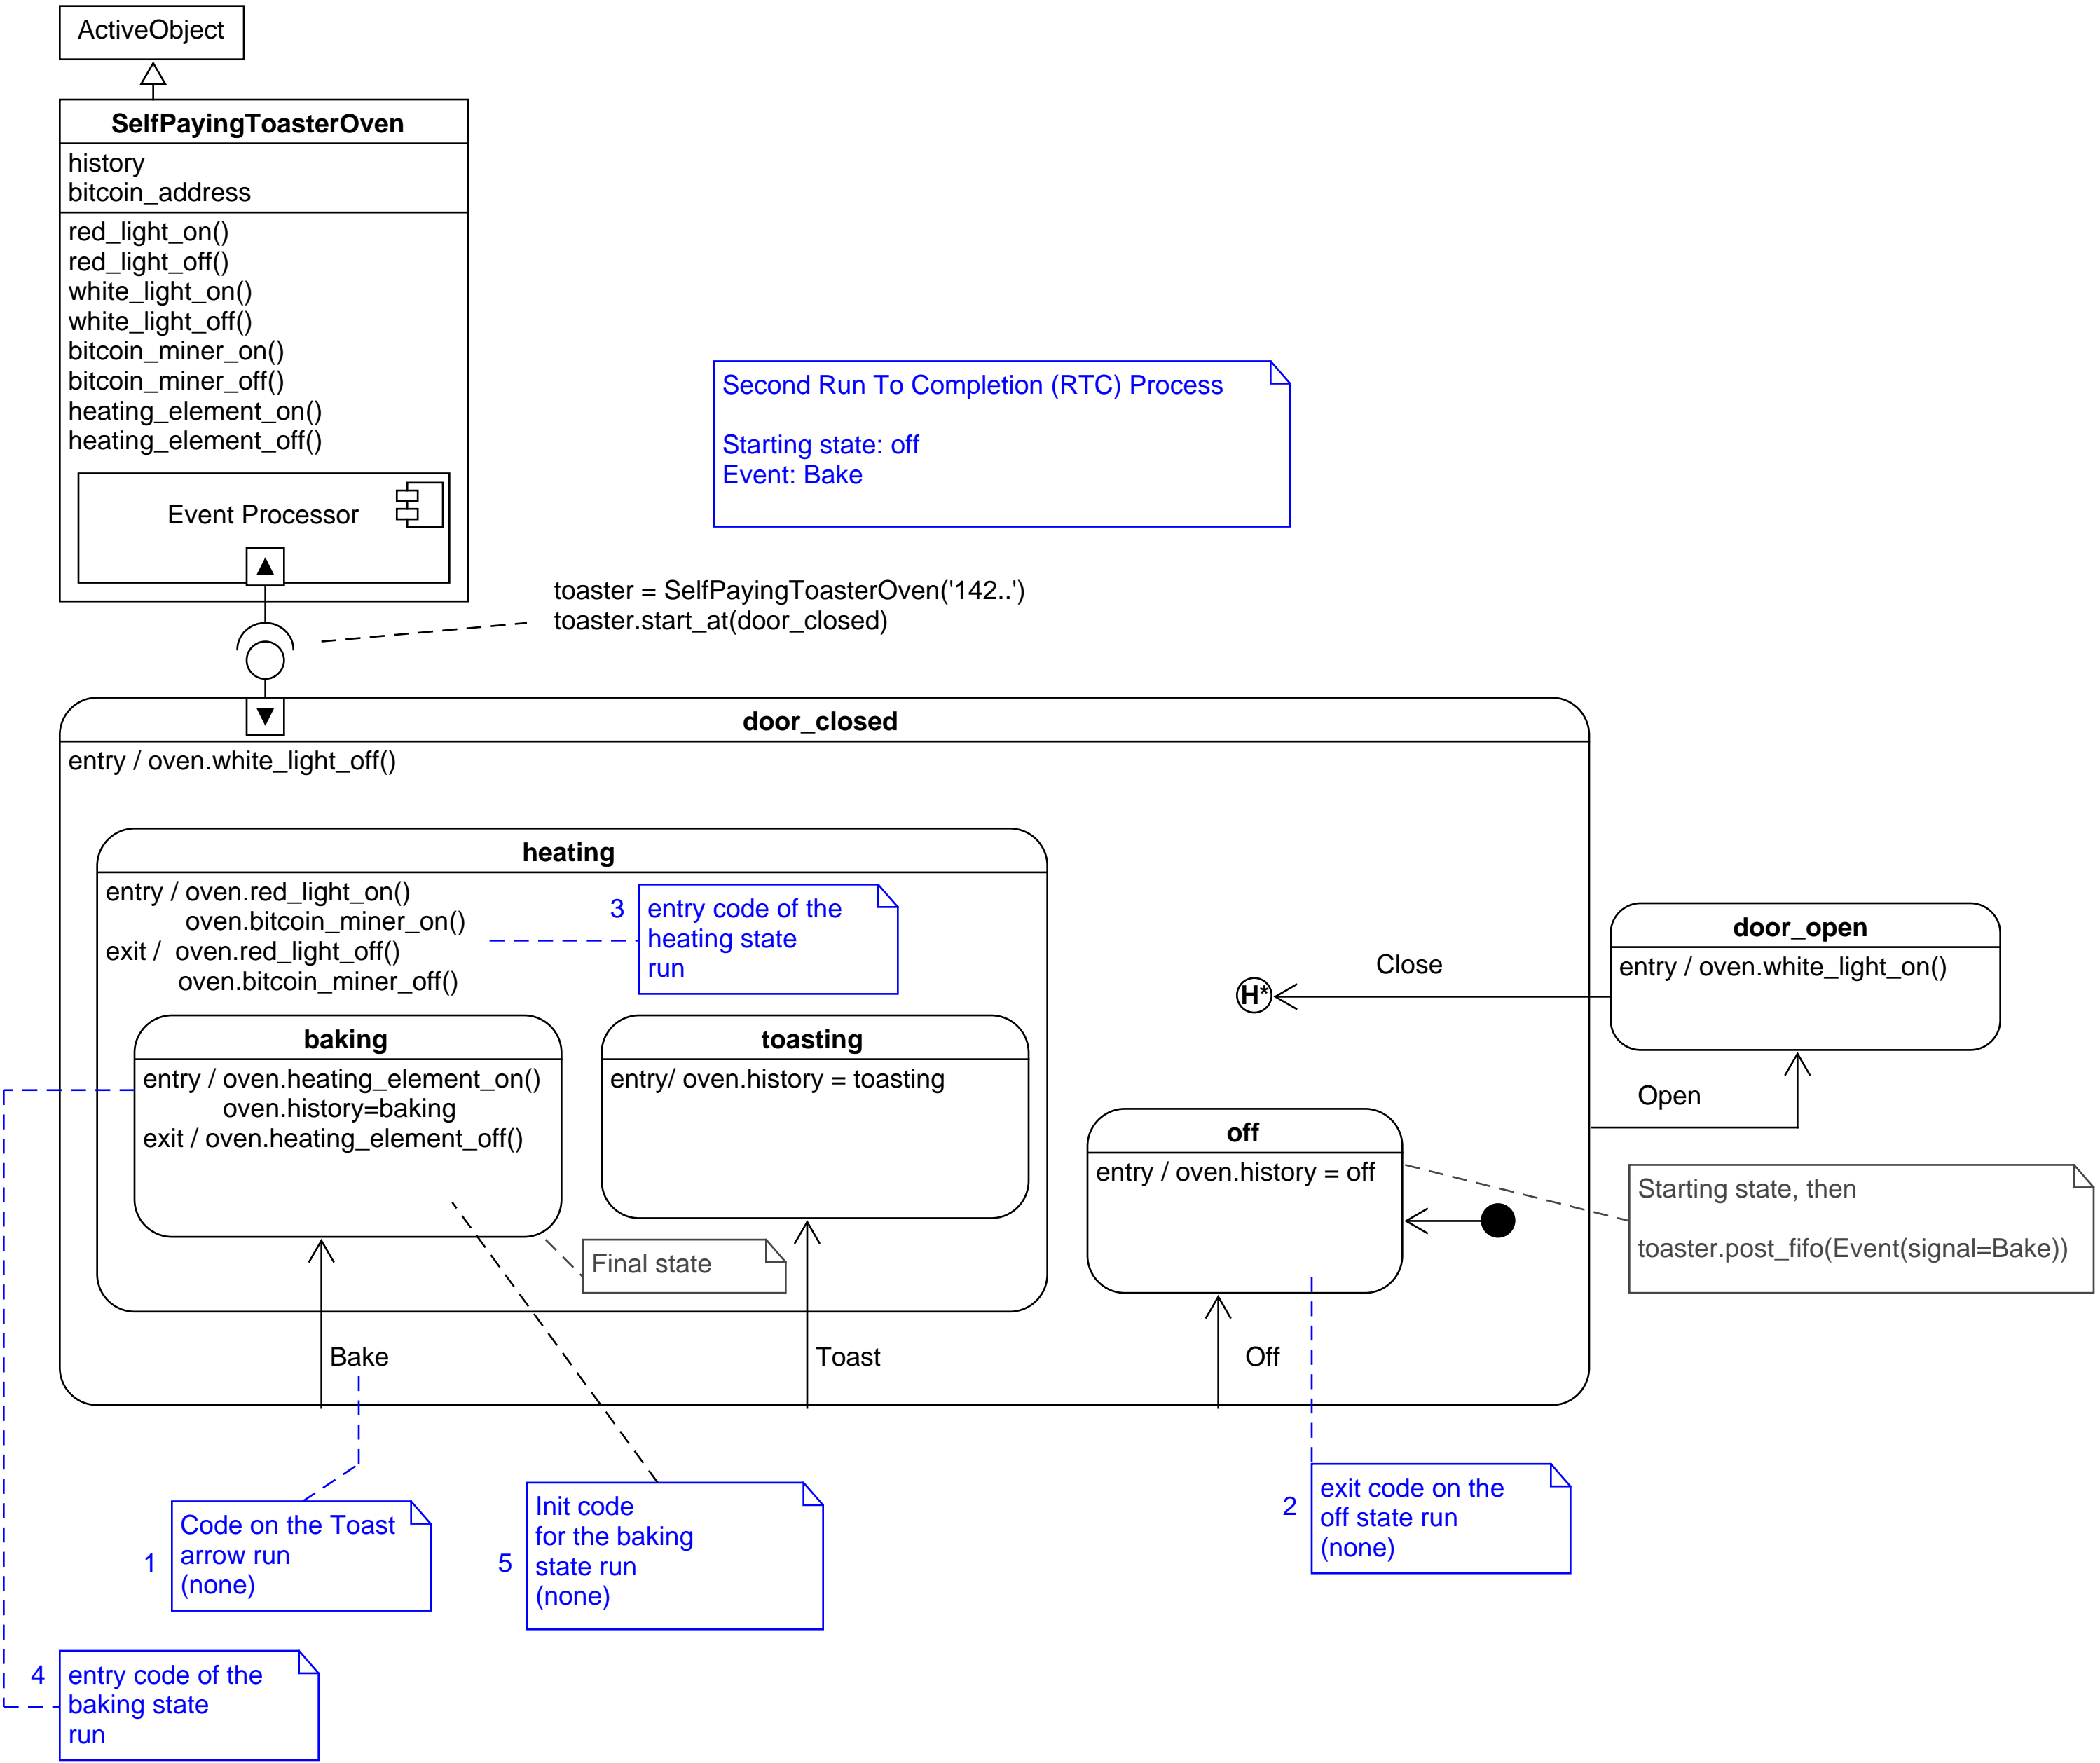 ActiveObject
SelfPayingToasterOven
history
bitcoin_address
red_light_on()
red_light_off()
white_light_on()
white_light_off()
bitcoin_miner_on()
bitcoin_miner_off()
heating_element_on()
heating_element_off()
Event Processor
Second Run To Completion (RTC) Process
Starting state: off
Event: Bake
toaster = SelfPayingToasterOven('142..')
toaster.start_at(door_closed)
door_closed
entry / oven.white_light_off()
heating
entry / oven.red_light_on()
oven.bitcoin_miner_on()
exit / oven.red_light_off()
oven.bitcoin_miner_off()
3
entry code of the
heating state
run
baking
entry / oven.heating_element_on()
oven.history=baking
exit / oven.heating_element_off()
toasting
entry/ oven.history = toasting
Final state
H*
Close
door_open
entry / oven.white_light_on()
Open
off
entry / oven.history = off
Starting state, then
toaster.post_fifo(Event(signal=Bake))
Bake
Toast
Off
1
Code on the Toast
arrow run
(none)
5
Init code
for the baking
state run
(none)
2
exit code on the
off state run
(none)
4
entry code of the
baking state
run